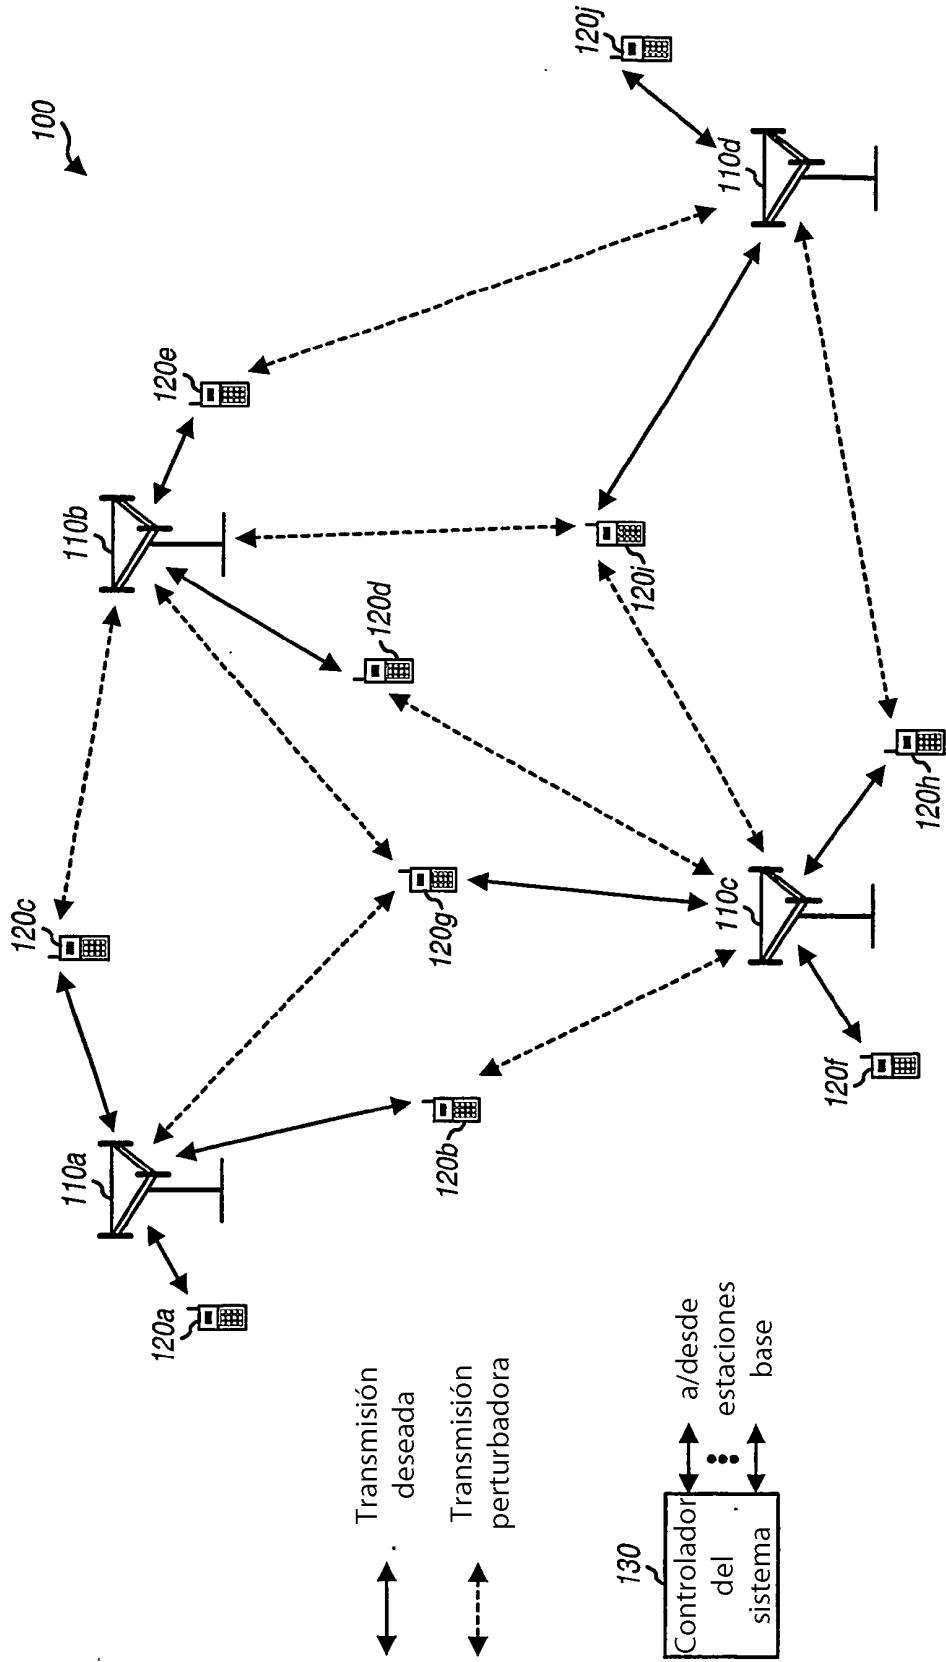 120c
100
110a
110b
120a
120e
120d
Transmisión
deseada
120b
120g
Transmisión
perturbadora
120j
130
120i
Controlador
del
sistema
a/desde
estaciones
base
110c
110d
120f
120h